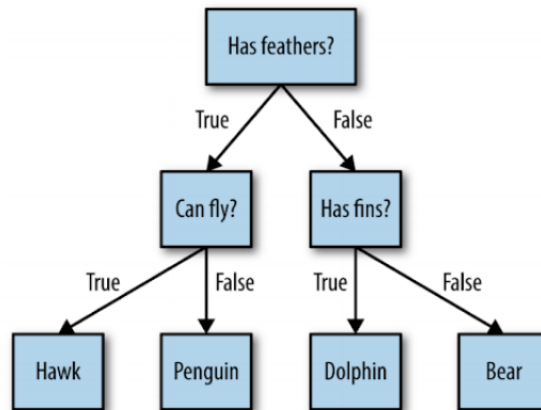 Has feathers?
True
False
Can fly?
Has fins?
True
False
True
False
Hawk
Penguin
Dolphin
Bear